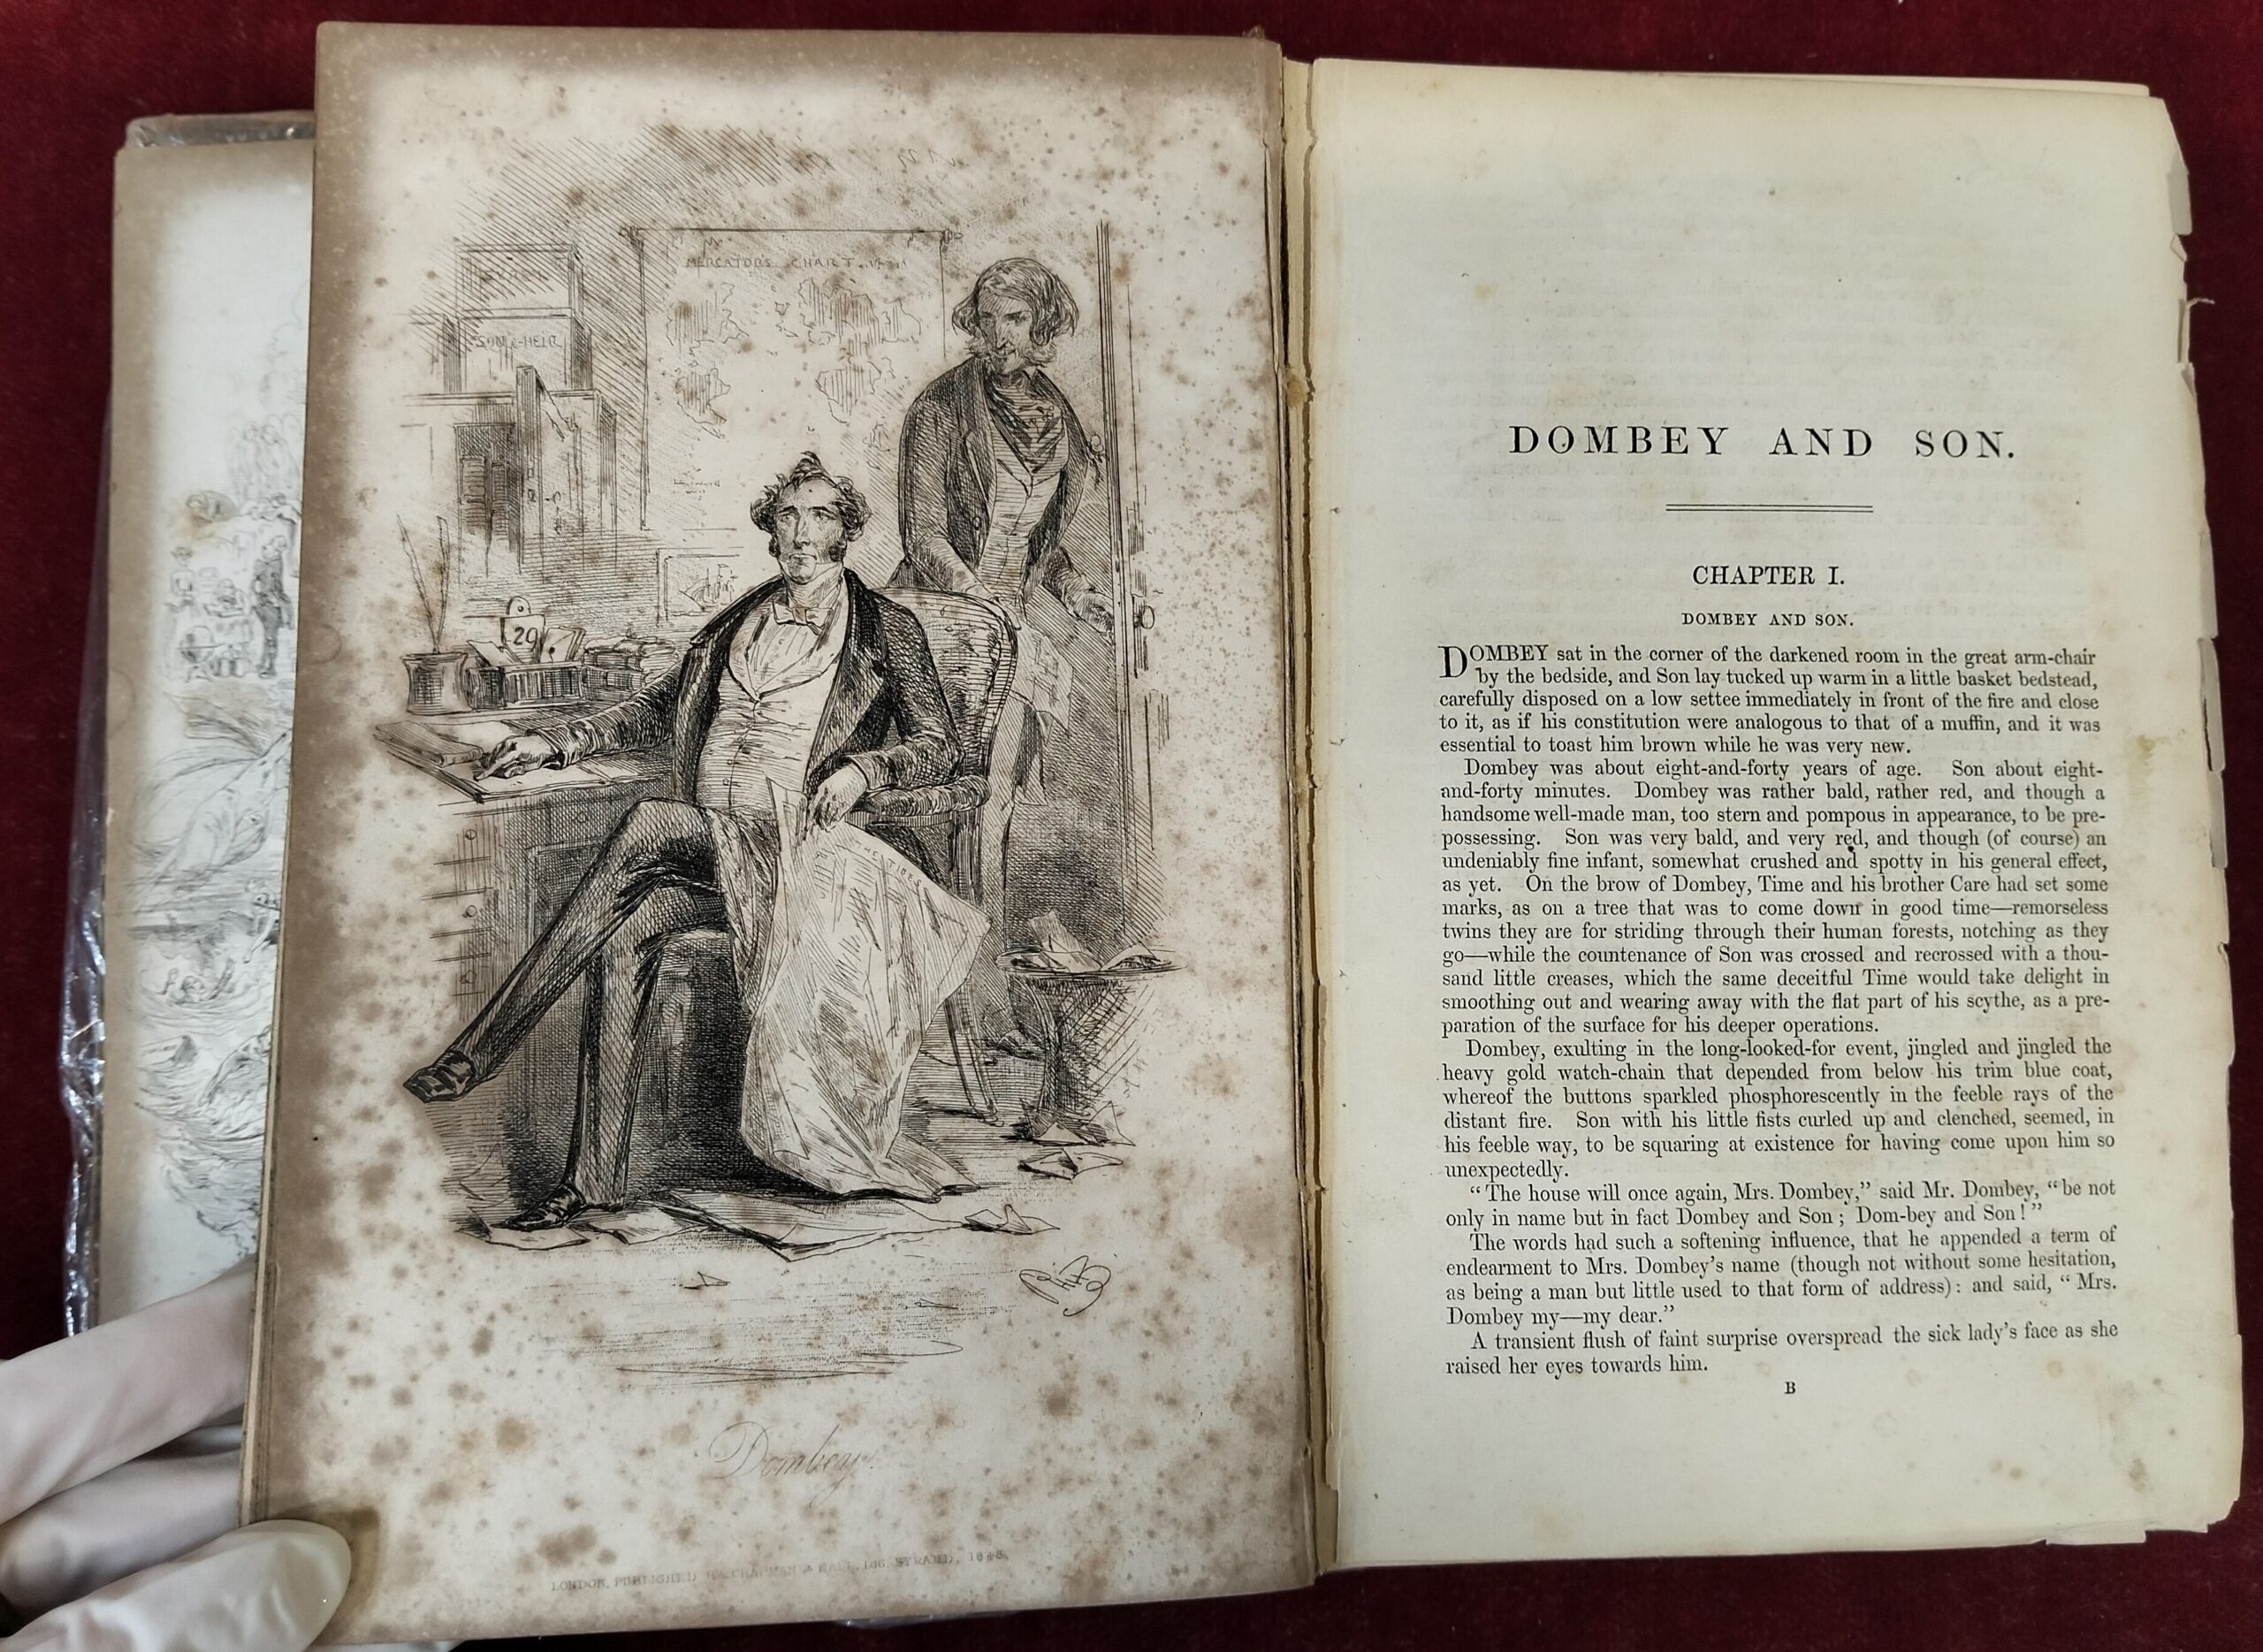 MERCATORS CHART
SON & HEIR
29
THE TIMES
Phiz
Dombey.
LONDON, PUBLISHED BY CHAPMAN & HALL, 186, STRAND, 1848.
DOMBEY AND SON.
CHAPTER I.
DOMBEY AND SON.
DOMBEY sat in the corner of the darkened room in the great arm-chair
by the bedside, and Son lay tucked up warm in a little basket bedstead,
carefully disposed on a low settee immediately in front of the fire and close
to it, as if his constitution were analogous to that of a muffin, and it was
essential to toast him brown while he was very new.
Dombey was about eight-and-forty years of age. Son about eight-
and-forty minutes. Dombey was rather bald, rather red, and though a
handsome well-made man, too stern and pompous in appearance, to be pre-
possessing. Son was very bald, and very red, and though (of course) an
undeniably fine infant, somewhat crushed and spotty in his general effect,
as yet. On the brow of Dombey, Time and his brother Care had set some
marks, as on a tree that was to come down in good time—remorseless
twins they are for striding through their human forests, notching as they
go—while the countenance of Son was crossed and recrossed with a thou-
sand little creases, which the same deceitful Time would take delight in
smoothing out and wearing away with the flat part of his scythe, as a pre-
paration of the surface for his deeper operations.
Dombey, exulting in the long-looked-for event, jingled and jingled the
heavy gold watch-chain that depended from below his trim blue coat,
whereof the buttons sparkled phosphorescently in the feeble rays of the
distant fire. Son with his little fists curled up and clenched, seemed, in
his feeble way, to be squaring at existence for having come upon him so
unexpectedly.
“The house will once again, Mrs. Dombey,” said Mr. Dombey, “be not
only in name but in fact Dombey and Son; Dom-bey and Son!”
The words had such a softening influence, that he appended a term of
endearment to Mrs. Dombey’s name (though not without some hesitation,
as being a man but little used to that form of address): and said, “Mrs.
Dombey my—my dear.”
A transient flush of faint surprise overspread the sick lady’s face as she
raised her eyes towards him.
B